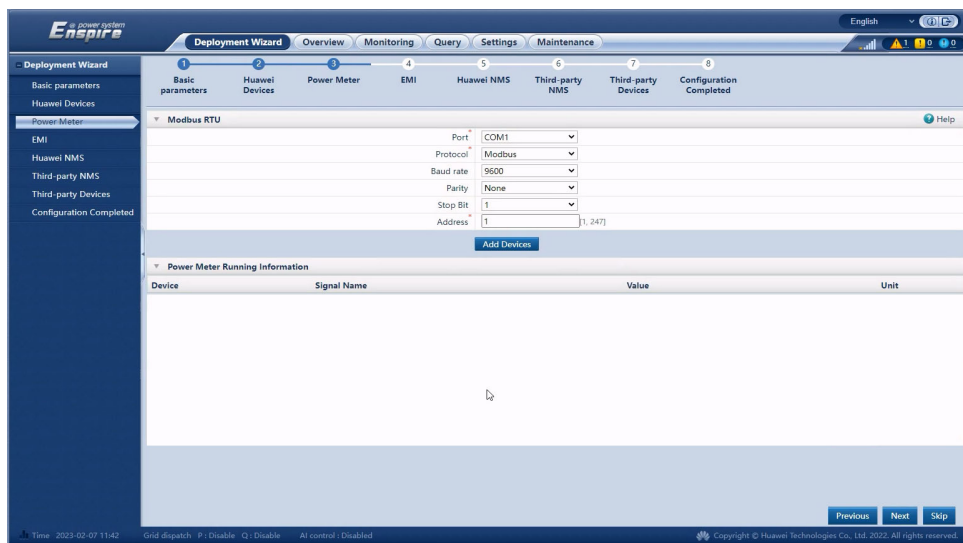 @ power system
Enspire
English
Deployment Wizard Overview Monitoring Query Settings Maintenance
1 0 0
Deployment Wizard
Basic parameters
Huawei Devices
Power Meter
EMI
Huawei NMS
Third-party NMS
Third-party Devices
Configuration Completed
1 2 3 4 5 6 7 8
Basic parameters
Huawei Devices
Power Meter
EMI
Huawei NMS
Third-party NMS
Third-party Devices
Configuration Completed
Modbus RTU
Help
Port * COM1
Protocol * Modbus
Baud rate 9600
Parity None
Stop Bit 1
Address * 1 [1, 247]
Add Devices
Power Meter Running Information
Device Signal Name Value Unit
Previous Next Skip
Time 2023-02-07 11:42 Grid dispatch P : Disable Q : Disable AI control : Disabled Copyright © Huawei Technologies Co., Ltd. 2022. All rights reserved.